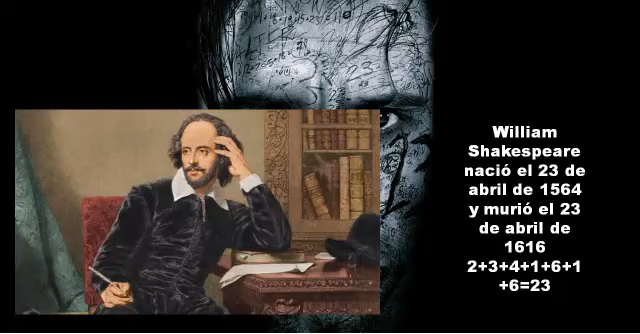 William
Shakespeare
nació el 23 de
abril de 1564
y murió el 23
de abril de
1616
2+3+4+1+6+1
+6=23